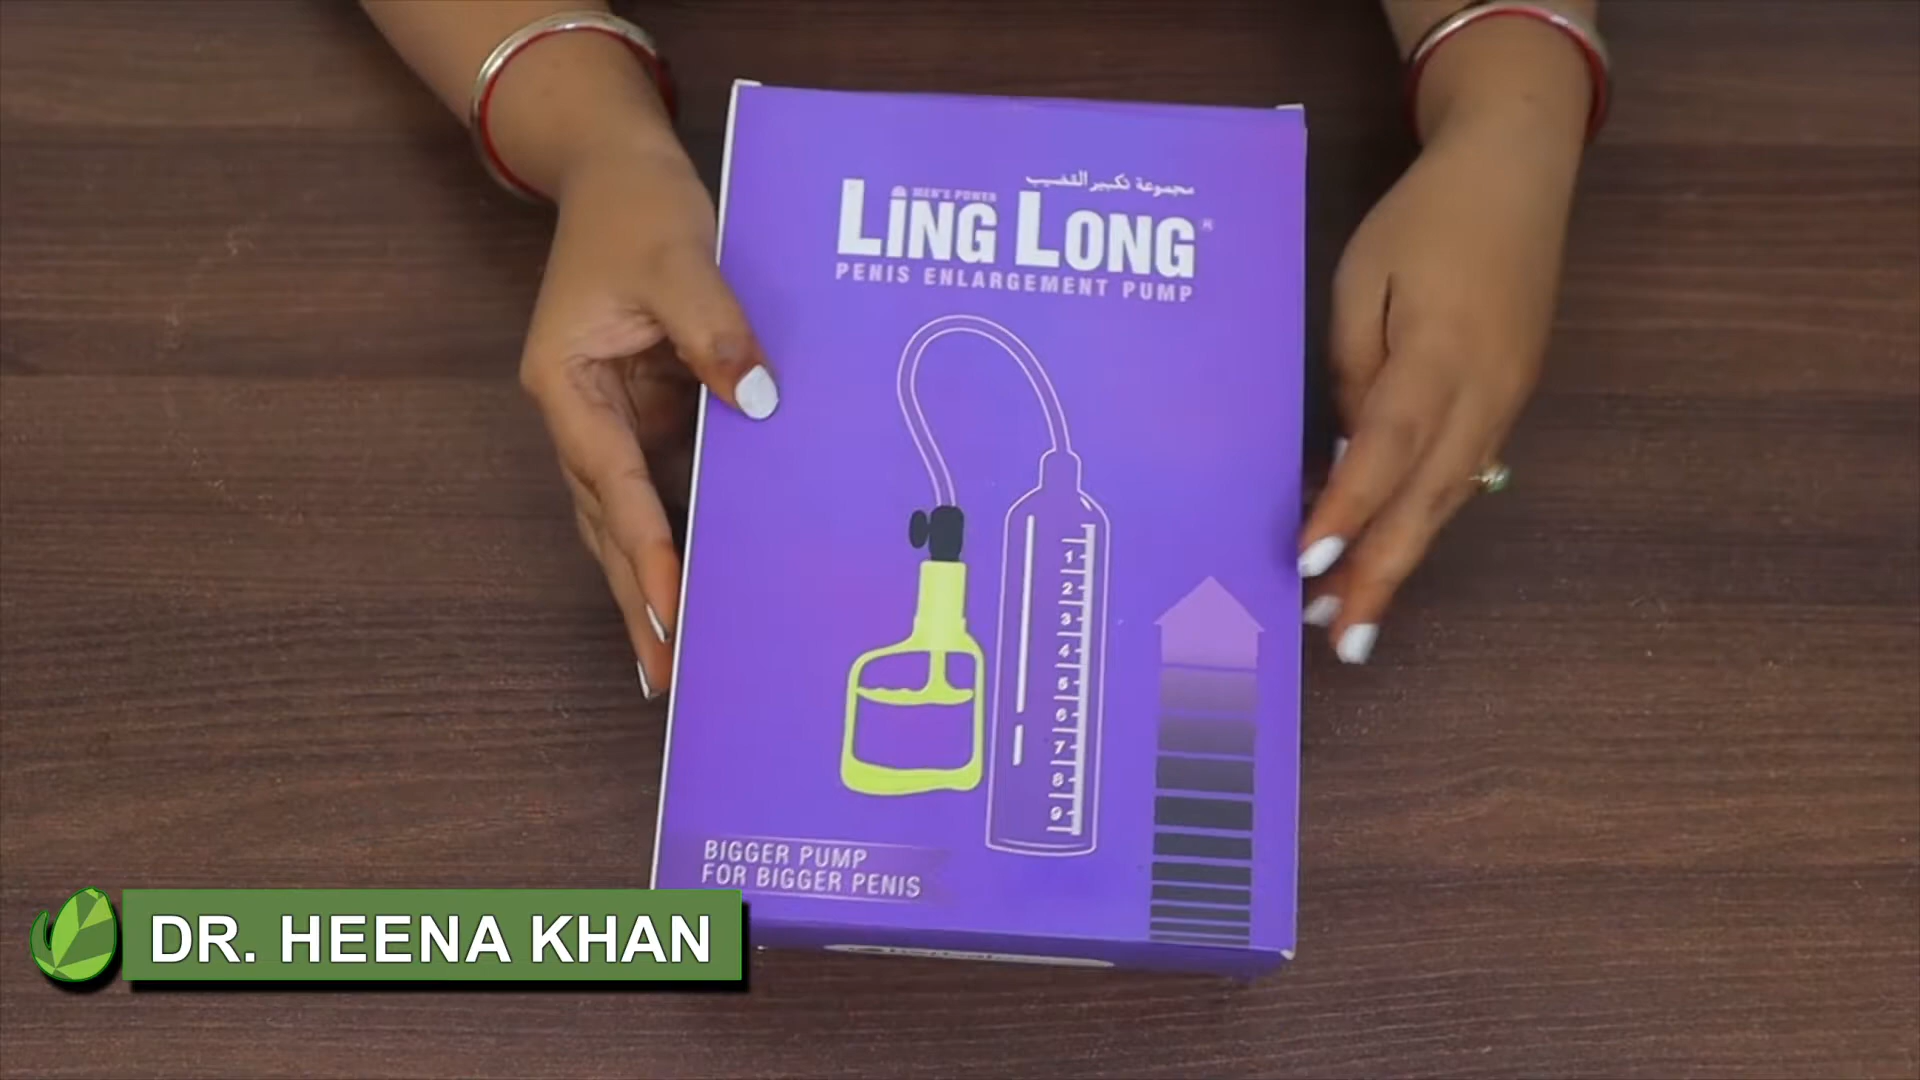 مجموعة تكبير القضيب
MEN'S POWER
LING LONG®
PENIS ENLARGEMENT PUMP
1
2
3
4
5
6
7
8
9
BIGGER PUMP
FOR BIGGER PENIS
DR. HEENA KHAN